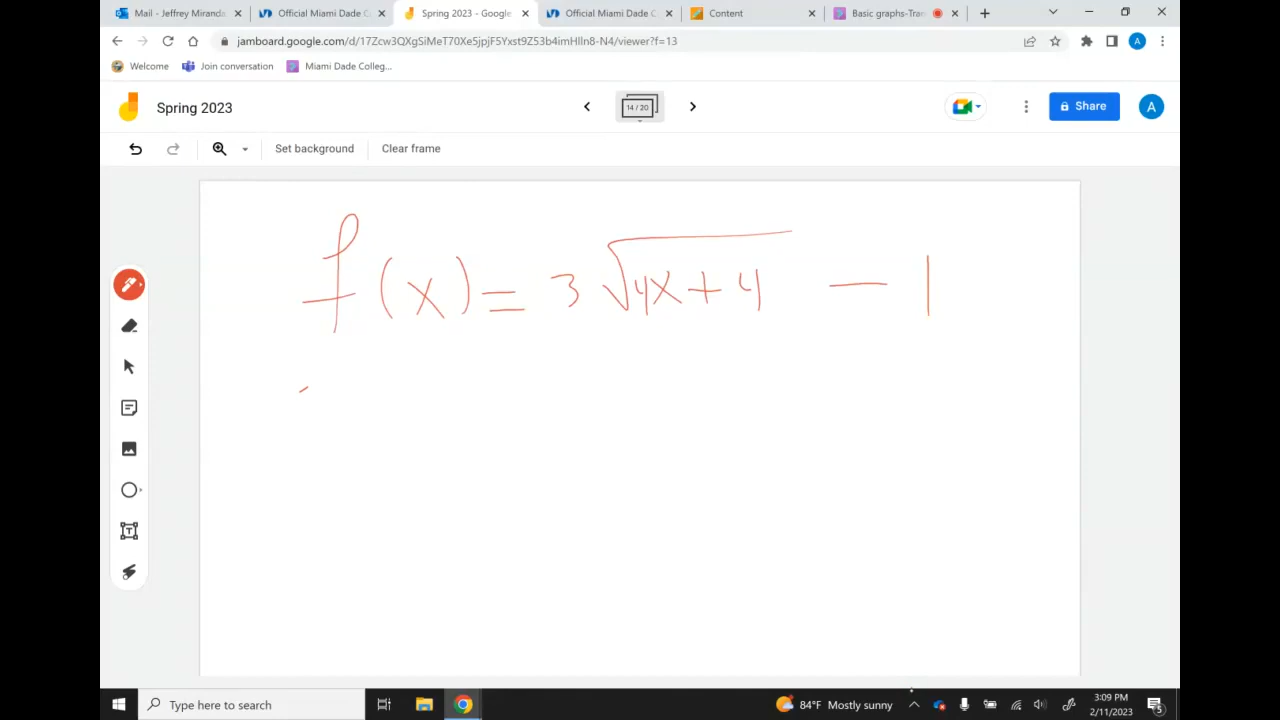 Mail - Jeffrey Miranda
Official Miami Dade C
Spring 2023 - Google
Official Miami Dade C
Content
Basic graphs-Tran
jamboard.google.com/d/17Zcw3QXgSiMeT70Xe5jpjF5Yxst9Z53b4imHlln8-N4/viewer?f=13
A
Welcome
Join conversation
Miami Dade Colleg...
Spring 2023
14 / 20
Share
A
Set background
Clear frame
f(x) = 3 √4x+4 − 1
Type here to search
84°F Mostly sunny
3:09 PM
2/11/2023
5